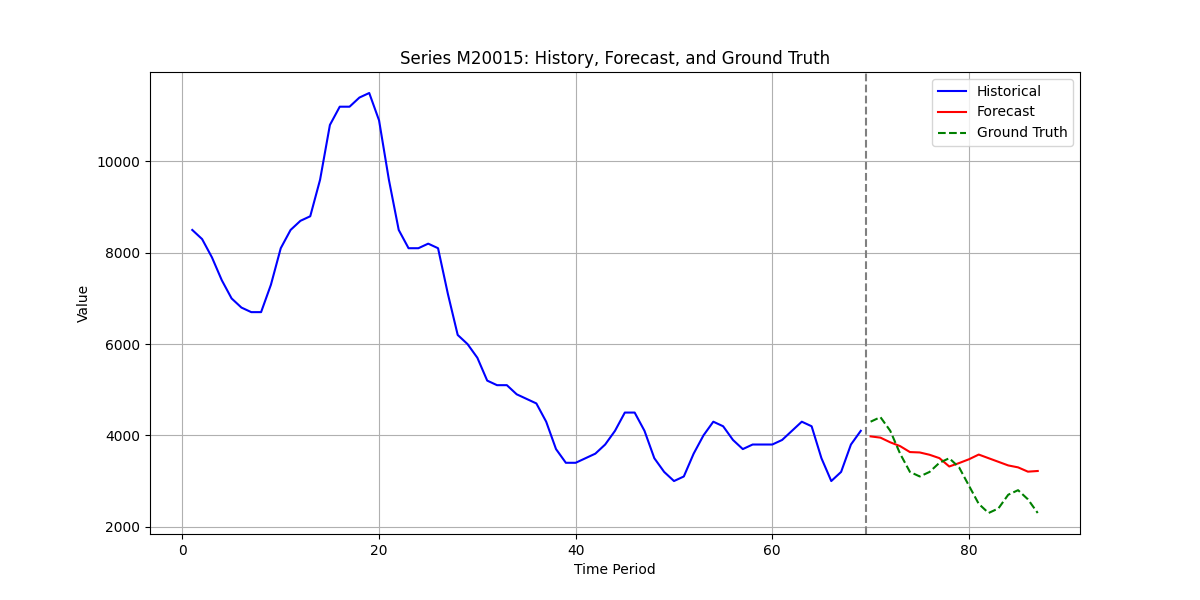 Series M20015: History, Forecast, and Ground Truth
Historical
Forecast
Ground Truth
10000
8000
6000
4000
2000
Value
0
20
40
60
80
Time Period